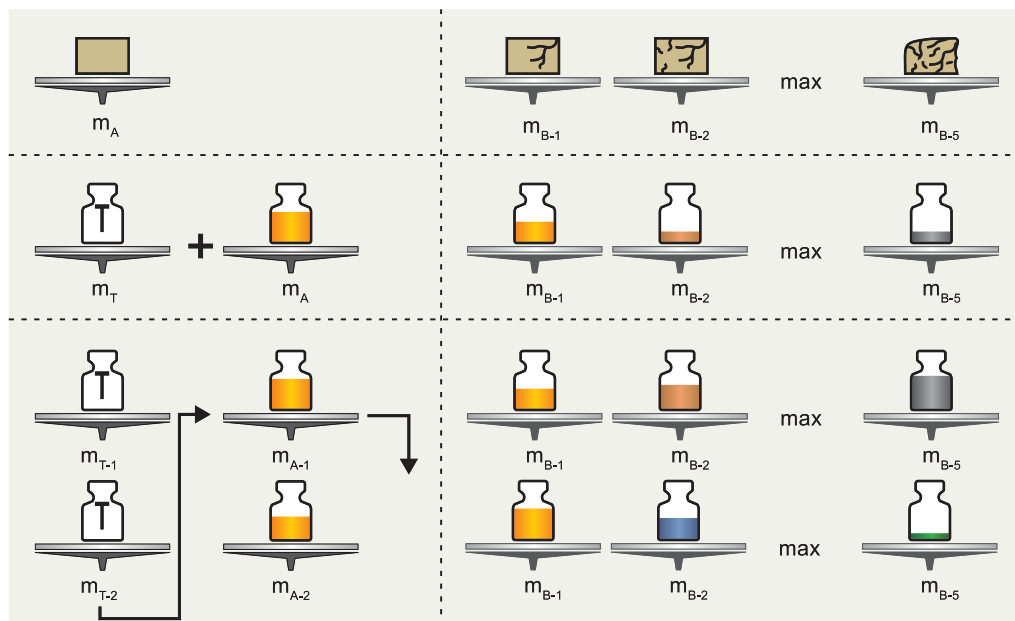 m_A m_B-1 m_B-2 max m_B-5
T
m_T + m_A m_B-1 m_B-2 max m_B-5
T
m_T-1 m_A-1 m_B-1 m_B-2 max m_B-5
T
m_T-2 m_A-2 m_B-1 m_B-2 max m_B-5